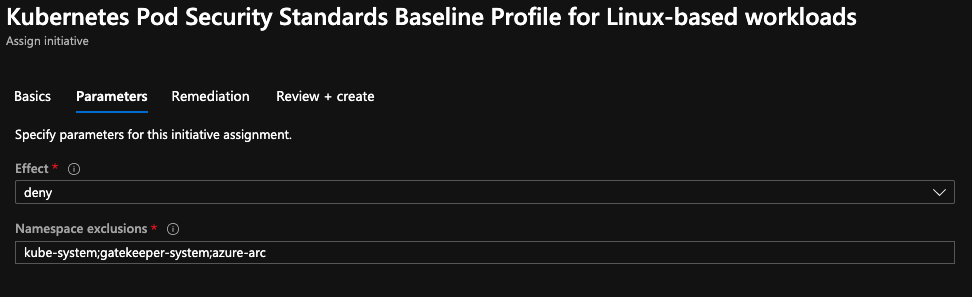 Kubernetes Pod Security Standards Baseline Profile for Linux-based workloads
Assign initiative
Basics Parameters Remediation Review + create
Specify parameters for this initiative assignment.
Effect *
deny
Namespace exclusions *
kube-system;gatekeeper-system;azure-arc